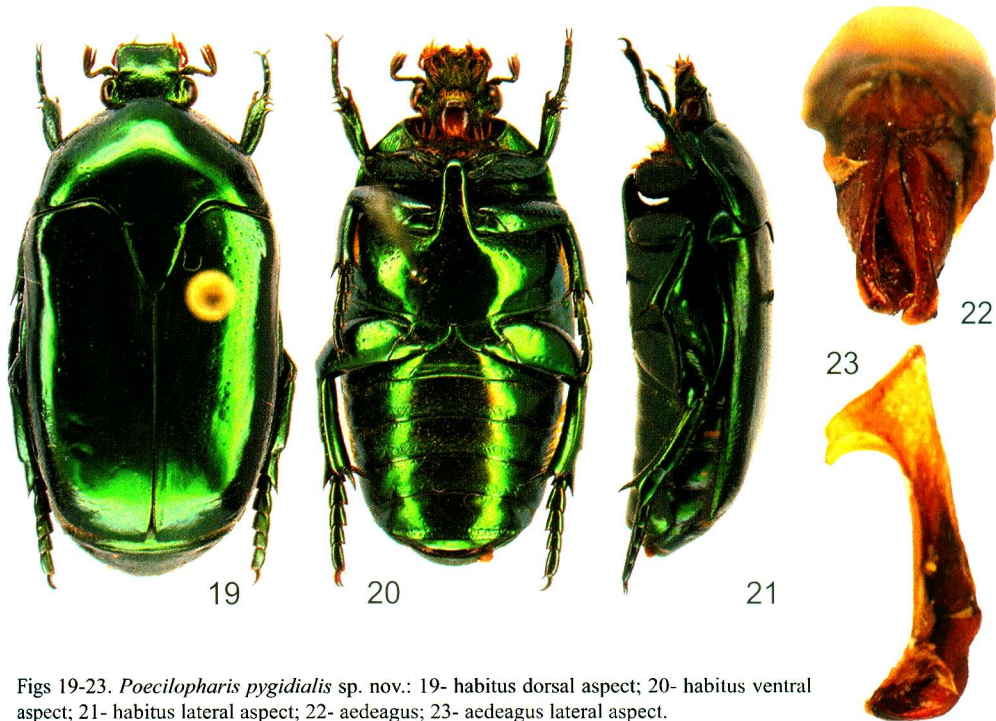 22
23
19
20
21
Figs 19-23. Poecilopharis pygidialis sp. nov.: 19- habitus dorsal aspect; 20- habitus ventral
aspect; 21- habitus lateral aspect; 22- aedeagus; 23- aedeagus lateral aspect.